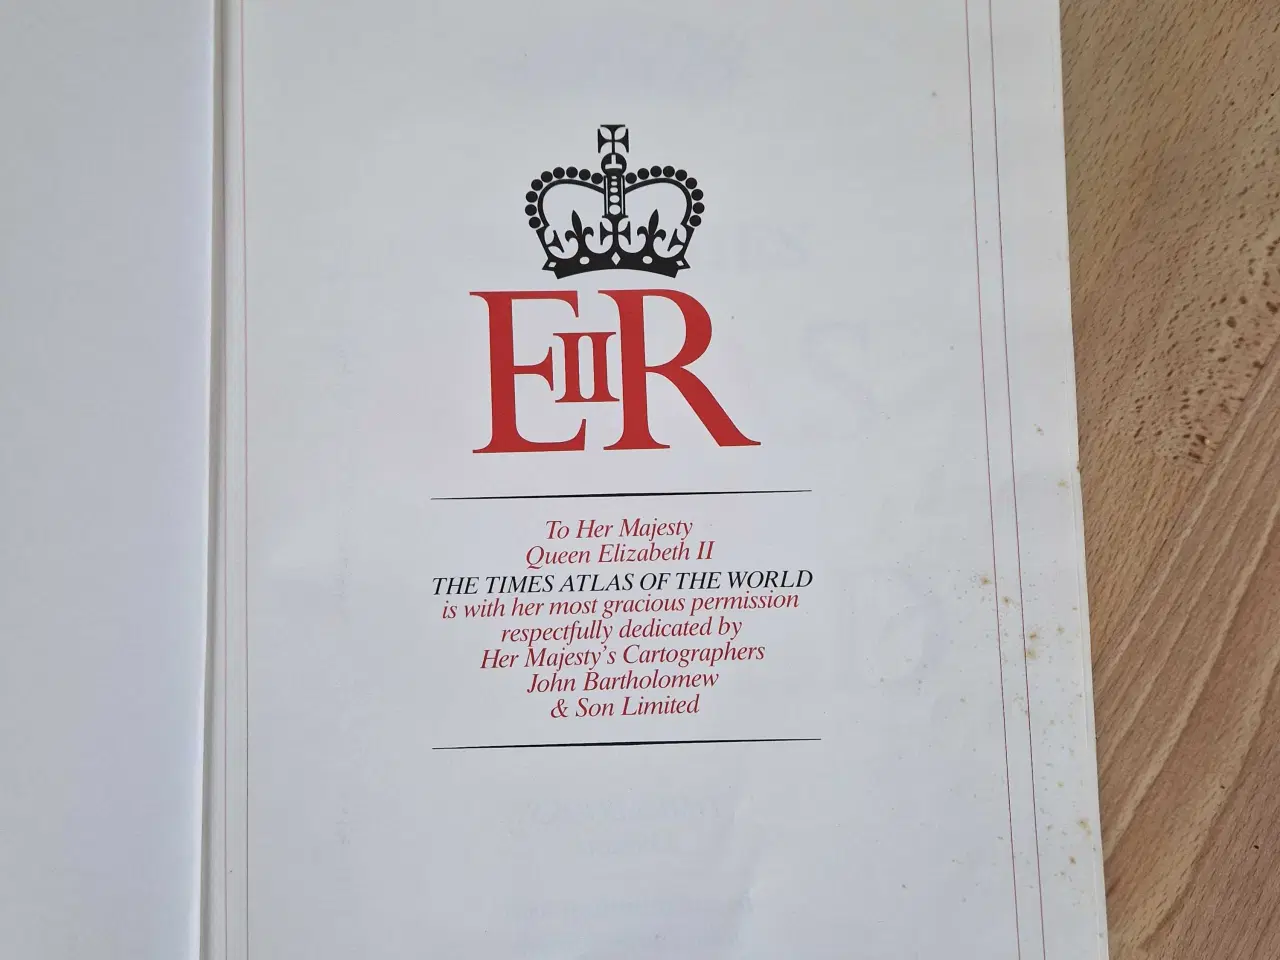 EIIR
To Her Majesty
Queen Elizabeth II
THE TIMES ATLAS OF THE WORLD
is with her most gracious permission
respectfully dedicated by
Her Majesty's Cartographers
John Bartholomew
& Son Limited